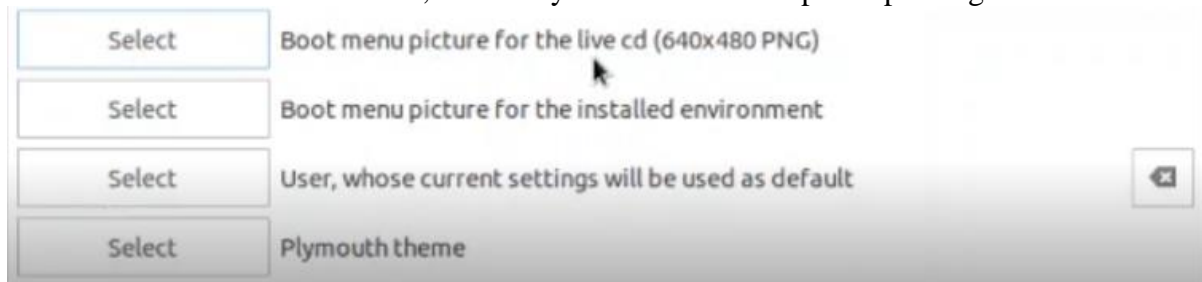 Select Boot menu picture for the live cd (640x480 PNG)
Select Boot menu picture for the installed environment
Select User, whose current settings will be used as default
Select Plymouth theme